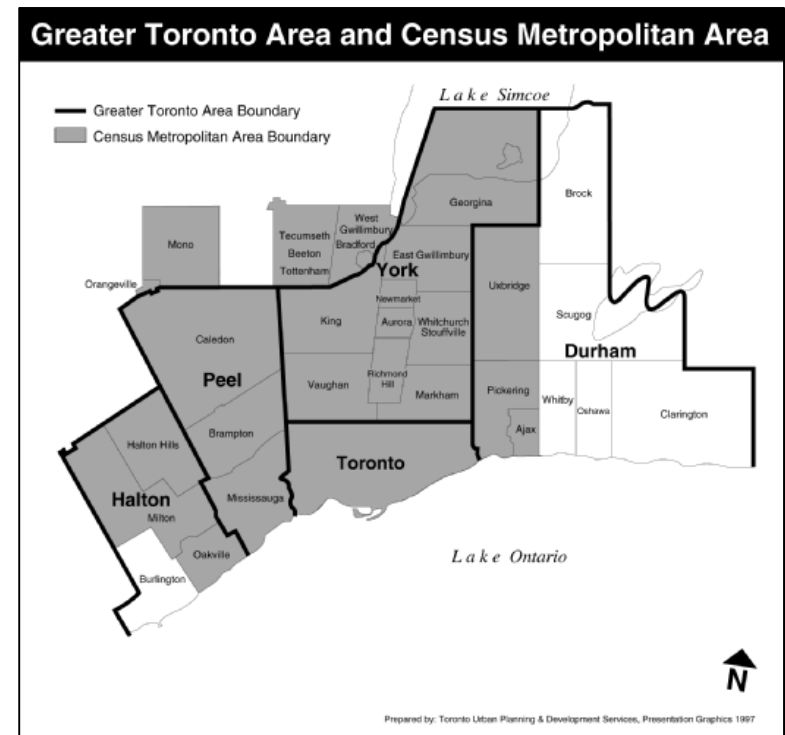 Greater Toronto Area and Census Metropolitan Area
Lake Simcoe
Greater Toronto Area Boundary
Census Metropolitan Area Boundary
Brock
Georgina
West
Gwillimbury
Bradford
Tecumseth
Beeton
Tottenham
Mono
East Gwillimbury
York
Orangeville
Uxbridge
Newmarket
Scugog
King
Aurora
Whitchurch
Stouffville
Caledon
Durham
Peel
Richmond
Hill
Vaughan
Markham
Pickering
Whitby
Oshawa
Clarington
Ajax
Brampton
Halton Hills
Toronto
Halton
Mississauga
Milton
Oakville
Lake Ontario
Burlington
N
Prepared by: Toronto Urban Planning & Development Services, Presentation Graphics 1997